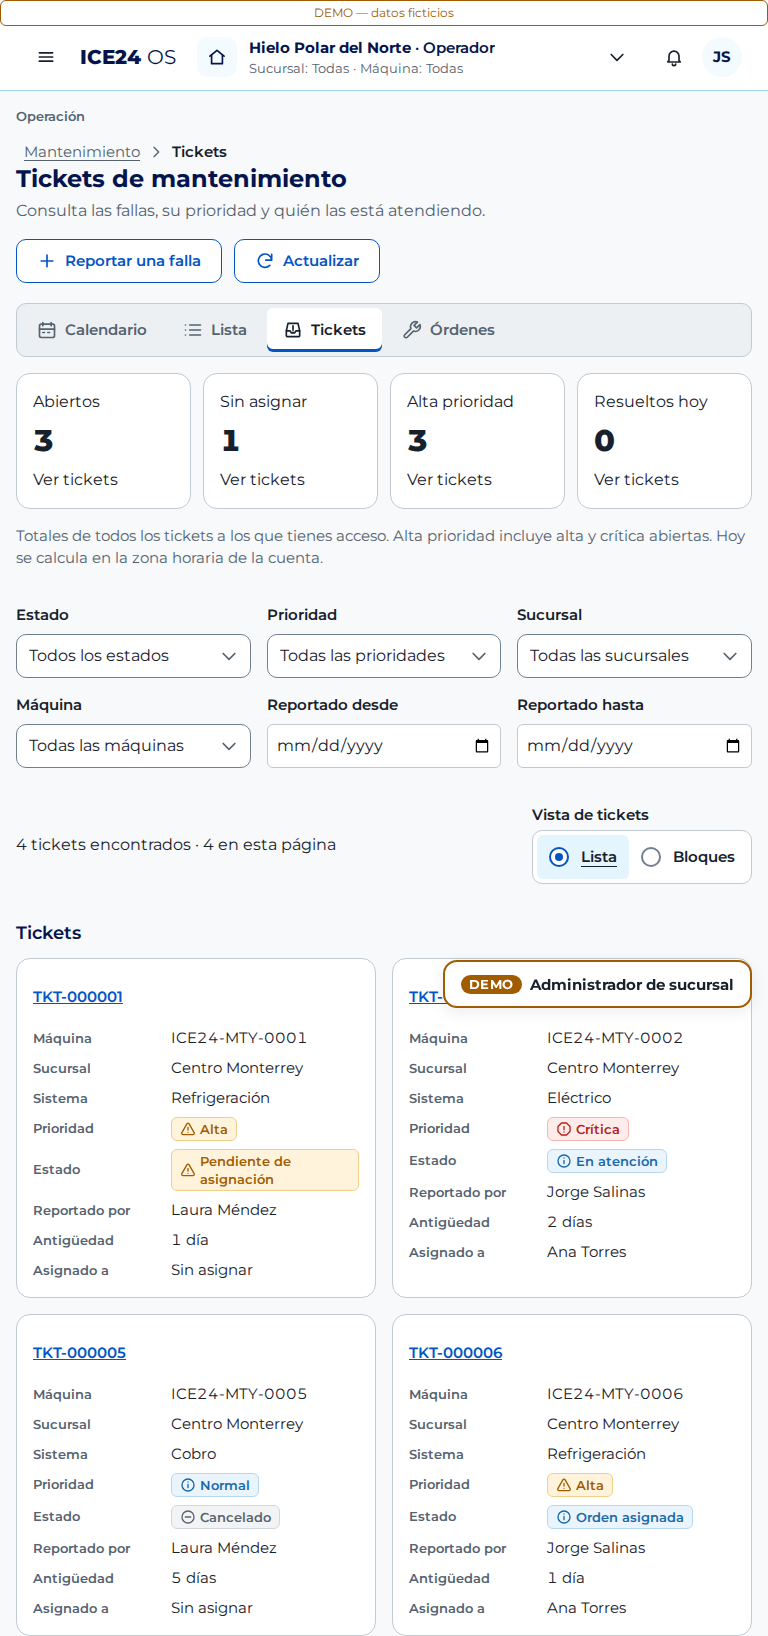 DEMO — datos ficticios
ICE24 OS
Hielo Polar del Norte · Operador
Sucursal: Todas · Máquina: Todas
JS
Operación
Mantenimiento > Tickets
Tickets de mantenimiento
Consulta las fallas, su prioridad y quién las está atendiendo.
Reportar una falla
Actualizar
Calendario
Lista
Tickets
Órdenes
Abiertos
3
Ver tickets
Sin asignar
1
Ver tickets
Alta prioridad
3
Ver tickets
Resueltos hoy
0
Ver tickets
Totales de todos los tickets a los que tienes acceso. Alta prioridad incluye alta y crítica abiertas. Hoy
se calcula en la zona horaria de la cuenta.
Estado
Todos los estados
Prioridad
Todas las prioridades
Sucursal
Todas las sucursales
Máquina
Todas las máquinas
Reportado desde
mm/dd/yyyy
Reportado hasta
mm/dd/yyyy
4 tickets encontrados · 4 en esta página
Vista de tickets
Lista
Bloques
Tickets
TKT-000001
Máquina ICE24-MTY-0001
Sucursal Centro Monterrey
Sistema Refrigeración
Prioridad Alta
Estado Pendiente de
asignación
Reportado por Laura Méndez
Antigüedad 1 día
Asignado a Sin asignar
TKT-
DEMO Administrador de sucursal
Máquina ICE24-MTY-0002
Sucursal Centro Monterrey
Sistema Eléctrico
Prioridad Crítica
Estado En atención
Reportado por Jorge Salinas
Antigüedad 2 días
Asignado a Ana Torres
TKT-000005
Máquina ICE24-MTY-0005
Sucursal Centro Monterrey
Sistema Cobro
Prioridad Normal
Estado Cancelado
Reportado por Laura Méndez
Antigüedad 5 días
Asignado a Sin asignar
TKT-000006
Máquina ICE24-MTY-0006
Sucursal Centro Monterrey
Sistema Refrigeración
Prioridad Alta
Estado Orden asignada
Reportado por Jorge Salinas
Antigüedad 1 día
Asignado a Ana Torres